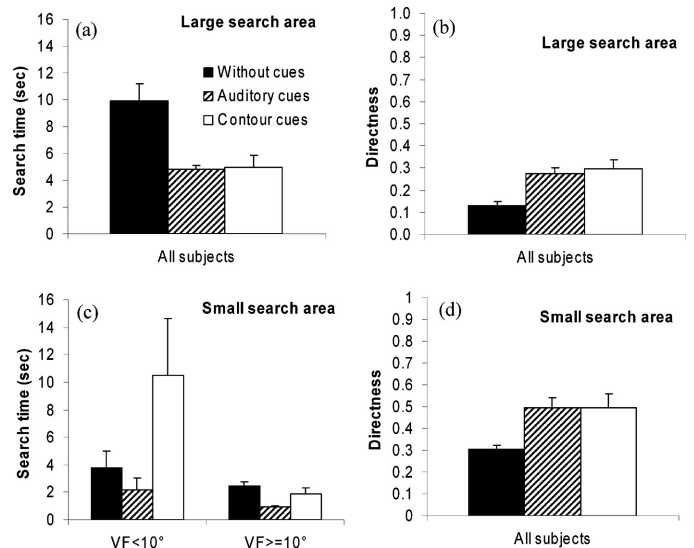 (a)
Large search area
Without cues
Auditory cues
Contour cues
Search time (sec)
16
14
12
10
8
6
4
2
0
All subjects
(b)
Large search area
Directness
1.0
0.9
0.8
0.7
0.6
0.5
0.4
0.3
0.2
0.1
0.0
All subjects
(c)
Small search area
Search time (sec)
16
14
12
10
8
6
4
2
0
VF<10°
VF>=10°
(d)
Small search area
Directness
1
0.9
0.8
0.7
0.6
0.5
0.4
0.3
0.2
0.1
0
All subjects